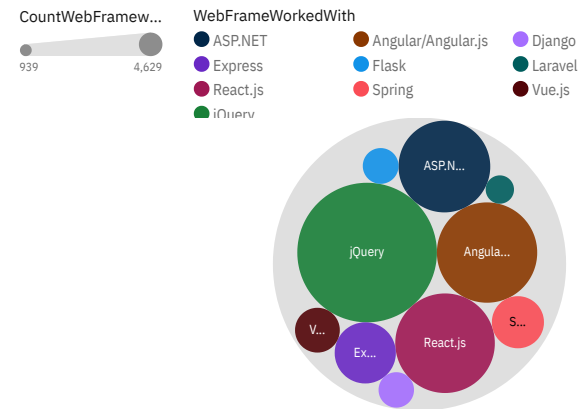 CountWebFramew...
939 4,629
WebFrameWorkedWith
ASP.NET Angular/Angular.js Django
Express Flask Laravel
React.js Spring Vue.js
jQuery
ASP.N...
jQuery
Angula...
S...
V...
React.js
Ex...